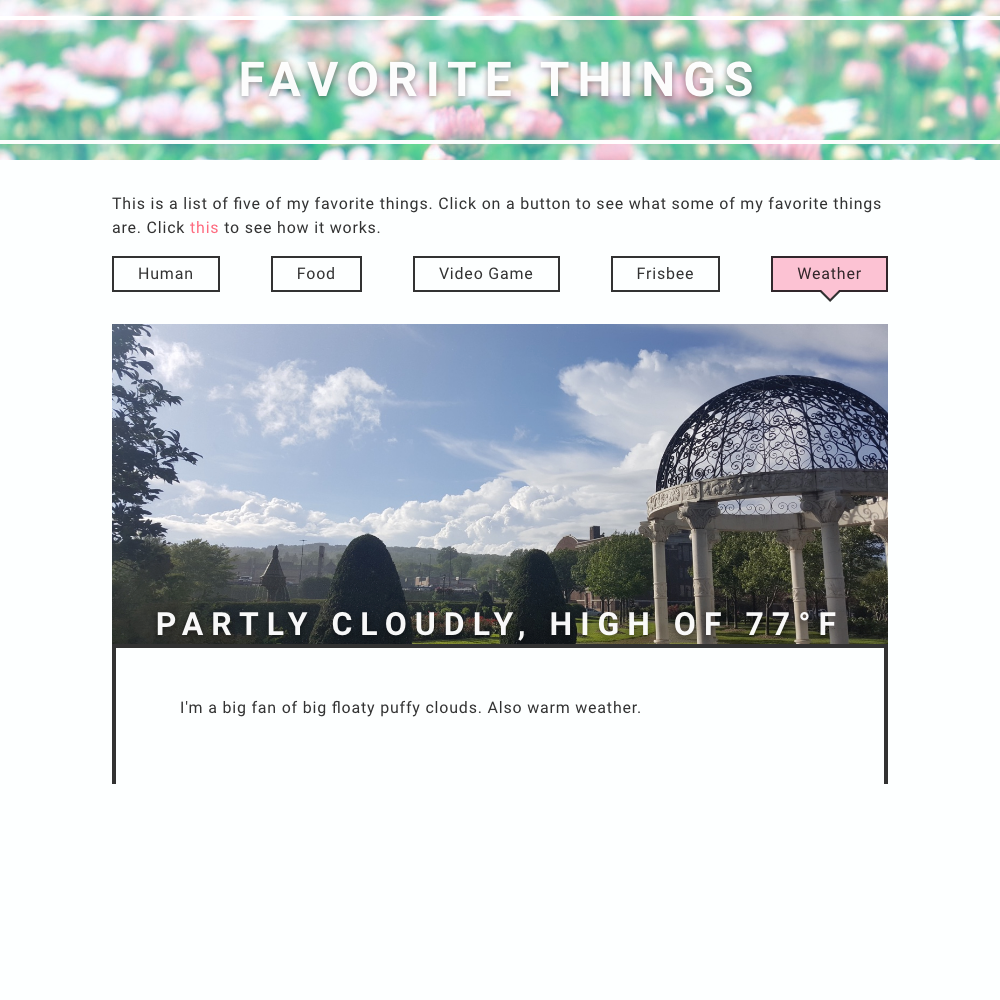 FAVORITE THINGS
This is a list of five of my favorite things. Click on a button to see what some of my favorite things
are. Click this to see how it works.
Human
Food
Video Game
Frisbee
Weather
PARTLY CLOUDLY, HIGH OF 77°F
I'm a big fan of big floaty puffy clouds. Also warm weather.